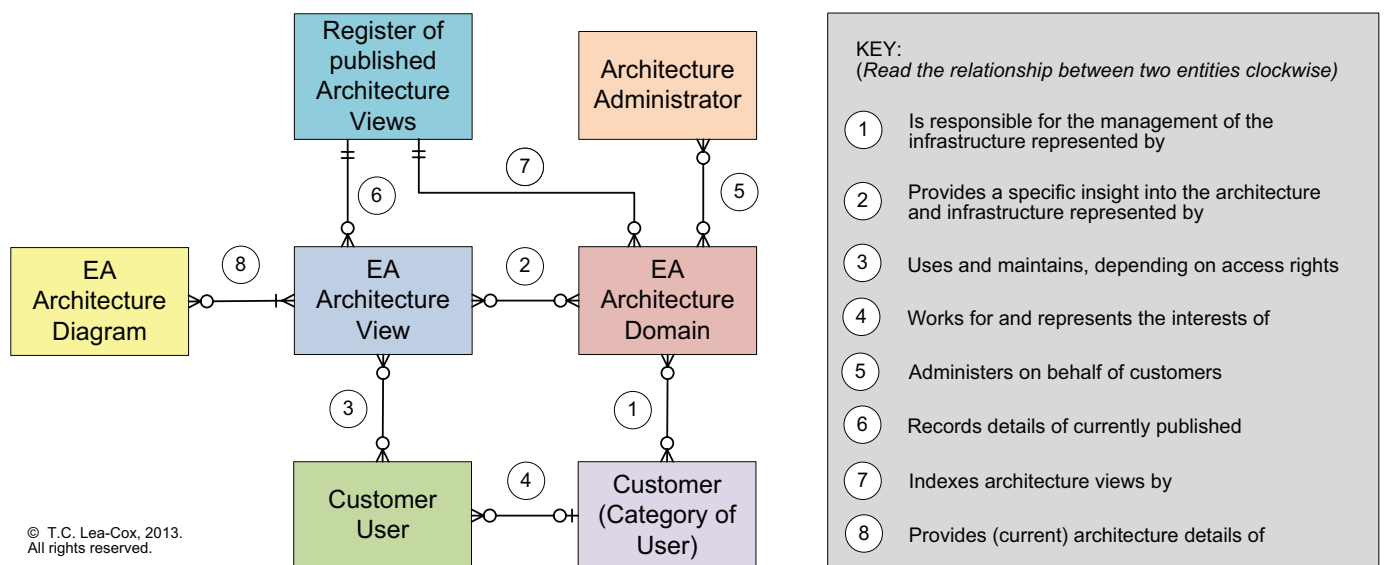 Register of
published
Architecture
Views
Architecture
Administrator
7
6
5
EA
Architecture
Diagram
8
EA
Architecture
View
2
EA
Architecture
Domain
3
1
Customer
User
4
Customer
(Category of
User)
© T.C. Lea-Cox, 2013.
All rights reserved.
KEY:
(Read the relationship between two entities clockwise)
1
Is responsible for the management of the
infrastructure represented by
2
Provides a specific insight into the architecture
and infrastructure represented by
3
Uses and maintains, depending on access rights
4
Works for and represents the interests of
5
Administers on behalf of customers
6
Records details of currently published
7
Indexes architecture views by
8
Provides (current) architecture details of